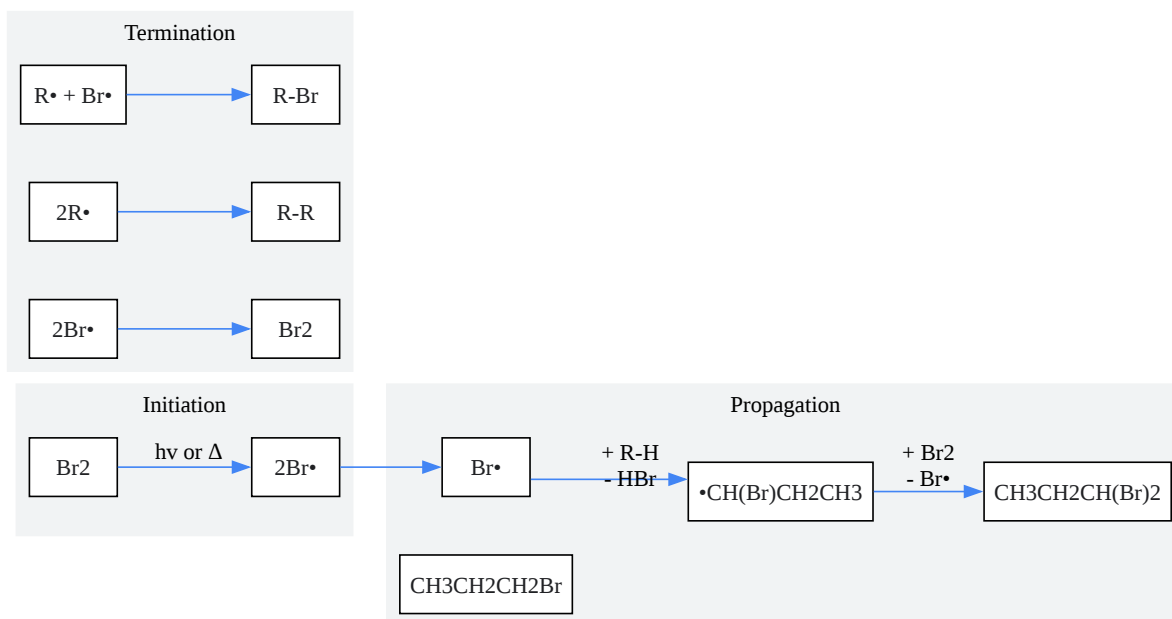 Termination
R• + Br•
R-Br
2R•
R-R
2Br•
Br2
Initiation
Br2
hν or Δ
2Br•
Propagation
Br•
+ R-H
- HBr
•CH(Br)CH2CH3
+ Br2
- Br•
CH3CH2CH(Br)2
CH3CH2CH2Br